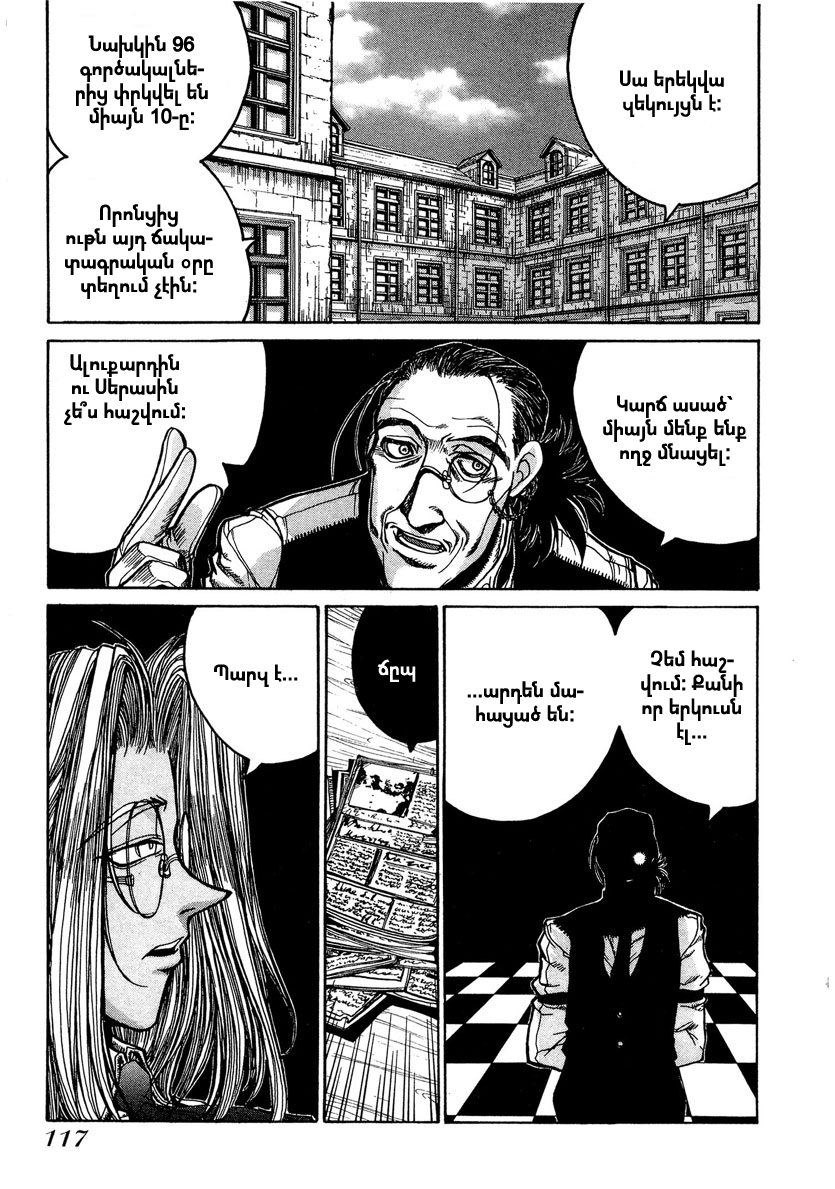 Սա երեկվա
զեկույցն է:
Նախկին 96
գործակալնե-
րից փրկվել են
միայն 10-ը:
Որոնցից
ութն այդ ճակա-
տագրական օրը
տեղում չէին:
Կարճ ասած՝
միայն մենք ենք
ողջ մնացել:
Ալուքարդին
ու Սերասին
չե՞ս հաշվում:
Չեմ հաշ-
վում: Քանի
որ երկուսն
էլ...
...արդեն մա-
հացած են:
ճըպ
Պարզ է...
117